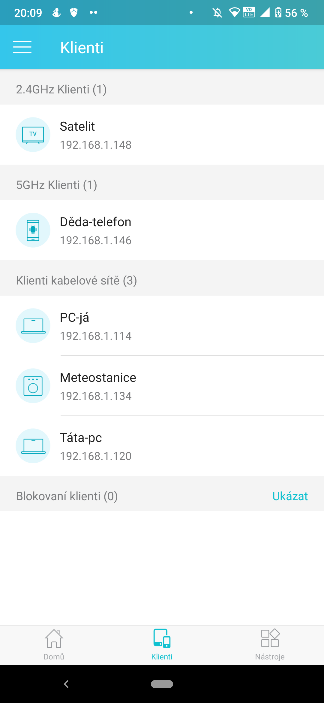 20:09
56 %
Klienti
2.4GHz Klienti (1)
TV
Satelit
192.168.1.148
5GHz Klienti (1)
Děda-telefon
192.168.1.146
Klienti kabelové sítě (3)
PC-já
192.168.1.114
Meteostanice
192.168.1.134
Táta-pc
192.168.1.120
Blokovaní klienti (0) Ukázat
Domů Klienti Nástroje